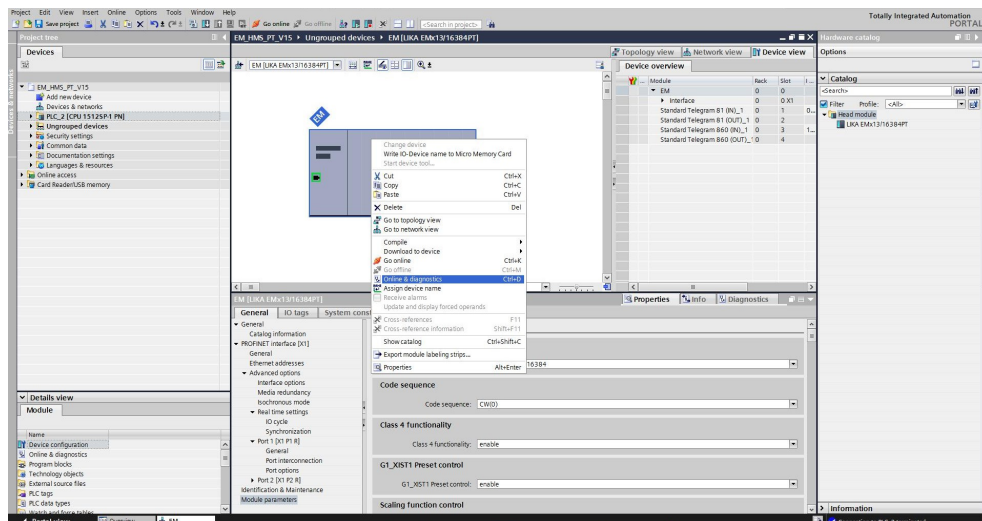 Project Edit View Insert Online Options Tools Window Help
Totally Integrated Automation
PORTAL
Save project
Go online
Go offline
<Search in project>
Project tree
EM_HMS_PT_V15 Ungrouped devices EM [LIKA EMx13/16384PT]
Hardware catalog
Devices
Topology view Network view Device view
Options
EM [LIKA EMx13/16384PT]
Device overview
Module Rack Slot
EM 0 0
Interface 0 0 X1
Standard Telegram 81 (IN)_1 0 1
Standard Telegram 81 (OUT)_1 0 2
Standard Telegram 860 (IN)_1 0 3
Standard Telegram 860 (OUT)_1 0 4
Catalog
<Search>
Filter Profile: <All>
Head module
LIKA EMx13/16384PT
Devices & networks
EM_HMS_PT_V15
Add new device
Devices & networks
PLC_2 [CPU 1512SP-1 PN]
Ungrouped devices
Security settings
Common data
Documentation settings
Languages & resources
Online access
Card Reader/USB memory
EM
Change device
Write IO-Device name to Micro Memory Card
Start device tool...
Cut Ctrl+X
Copy Ctrl+C
Paste Ctrl+V
Delete Del
Go to topology view
Go to network view
Compile
Download to device
Go online Ctrl+K
Go offline Ctrl+M
Online & diagnostics Ctrl+D
Assign device name
Receive alarms
Update and display forced operands
Cross-references F11
Cross-reference information Shift+F11
Show catalog Ctrl+Shift+C
Export module labeling strips...
Properties Alt+Enter
EM [LIKA EMx13/16384PT]
Properties Info Diagnostics
General IO tags System const
General
Catalog information
PROFINET interface [X1]
General
Ethernet addresses
Advanced options
Interface options
Media redundancy
Isochronous mode
Real time settings
IO cycle
Synchronization
Port 1 [X1 P1 R]
General
Port interconnection
Port options
Port 2 [X1 P2 R]
Identification & Maintenance
Module parameters
16384
Code sequence
Code sequence: CW(0)
Class 4 functionality
Class 4 functionality: enable
G1_XIST1 Preset control
G1_XIST1 Preset control: enable
Scaling function control
Details view
Module
Name
Device configuration
Online & diagnostics
Program blocks
Technology objects
External source files
PLC tags
PLC data types
Watch and force tables
Information
Portal view Overview EM